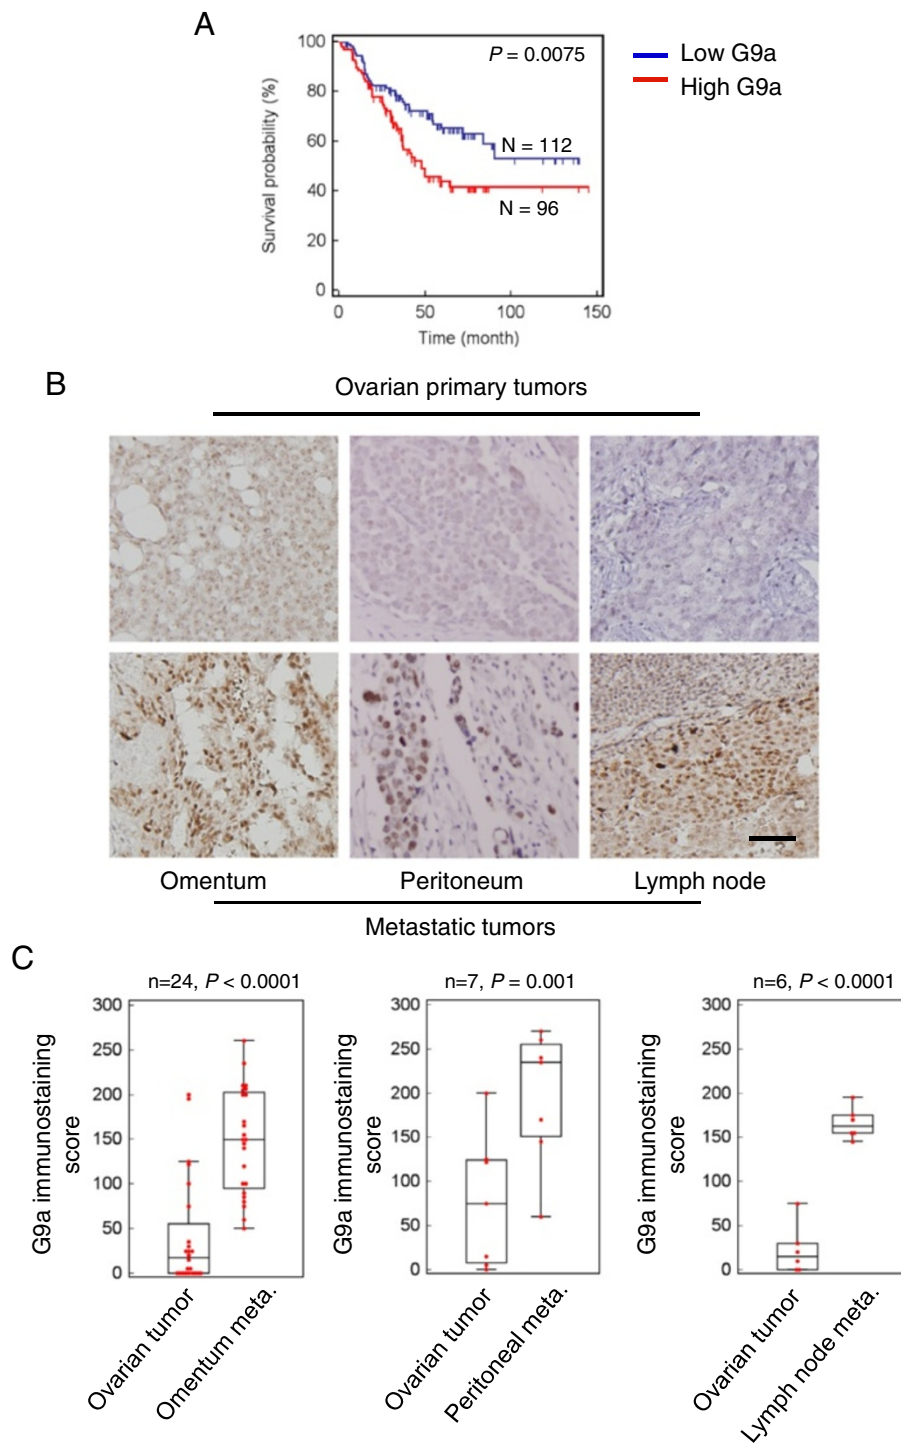 A
100
80
60
40
20
0
Survival probability (%)
P = 0.0075
N = 112
N = 96
0 50 100 150
Time (month)
Low G9a
High G9a
B
Ovarian primary tumors
Omentum Peritoneum Lymph node
Metastatic tumors
C
n=24, P < 0.0001
G9a immunostaining
score
300
250
200
150
100
50
0
Ovarian tumor
Omentum meta.
n=7, P = 0.001
G9a immunostaining
score
300
250
200
150
100
50
0
Ovarian tumor
Peritoneal meta.
n=6, P < 0.0001
G9a immunostaining
score
300
250
200
150
100
50
0
Ovarian tumor
Lymph node meta.